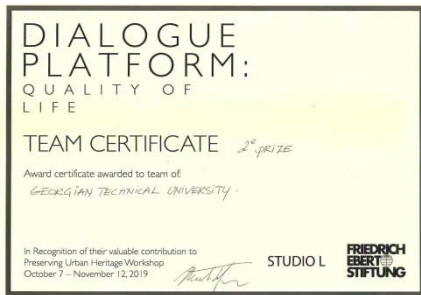 DIALOGUE
PLATFORM:
QUALITY OF
LIFE
TEAM CERTIFICATE 2e PRIZE
Award certificate awarded to team of:
GEORGIAN TECHNICAL UNIVERSITY
In Recognition of their valuable contribution to
Preserving Urban Heritage Workshop
October 7 – November 12, 2019
STUDIO L
FRIEDRICH
EBERT
STIFTUNG